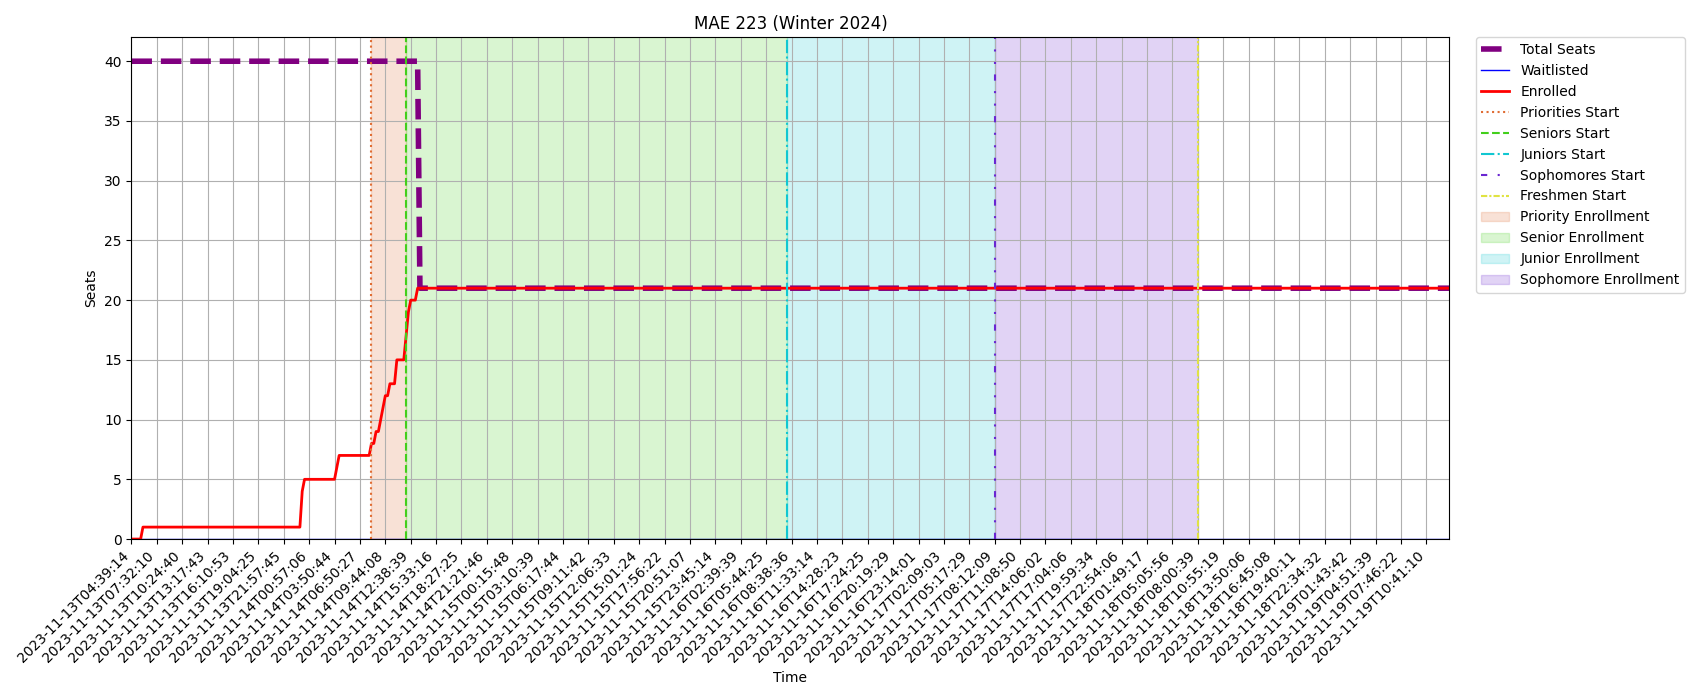 MAE 223 (Winter 2024)
40
35
30
25
20
15
10
5
0
Seats
2023-11-13T04:39:14
2023-11-13T07:32:10
2023-11-13T10:24:40
2023-11-13T13:17:43
2023-11-13T16:10:53
2023-11-13T19:04:25
2023-11-13T21:57:45
2023-11-14T00:57:06
2023-11-14T03:50:44
2023-11-14T06:50:27
2023-11-14T09:44:08
2023-11-14T12:38:39
2023-11-14T15:33:16
2023-11-14T18:27:25
2023-11-14T21:21:46
2023-11-15T00:15:48
2023-11-15T03:10:39
2023-11-15T06:17:44
2023-11-15T09:11:42
2023-11-15T12:06:33
2023-11-15T15:01:24
2023-11-15T17:56:22
2023-11-15T20:51:07
2023-11-15T23:45:14
2023-11-16T02:39:39
2023-11-16T05:44:25
2023-11-16T08:38:36
2023-11-16T11:33:14
2023-11-16T14:28:23
2023-11-16T17:24:25
2023-11-16T20:19:29
2023-11-16T23:14:01
2023-11-17T02:09:03
2023-11-17T05:17:29
2023-11-17T08:12:09
2023-11-17T11:08:50
2023-11-17T14:06:02
2023-11-17T17:04:06
2023-11-17T19:59:34
2023-11-17T22:54:06
2023-11-18T01:49:17
2023-11-18T05:05:56
2023-11-18T08:00:39
2023-11-18T10:55:19
2023-11-18T13:50:06
2023-11-18T16:45:08
2023-11-18T19:40:11
2023-11-18T22:34:32
2023-11-19T01:43:42
2023-11-19T04:51:39
2023-11-19T07:46:22
2023-11-19T10:41:10
Time
Total Seats
Waitlisted
Enrolled
Priorities Start
Seniors Start
Juniors Start
Sophomores Start
Freshmen Start
Priority Enrollment
Senior Enrollment
Junior Enrollment
Sophomore Enrollment